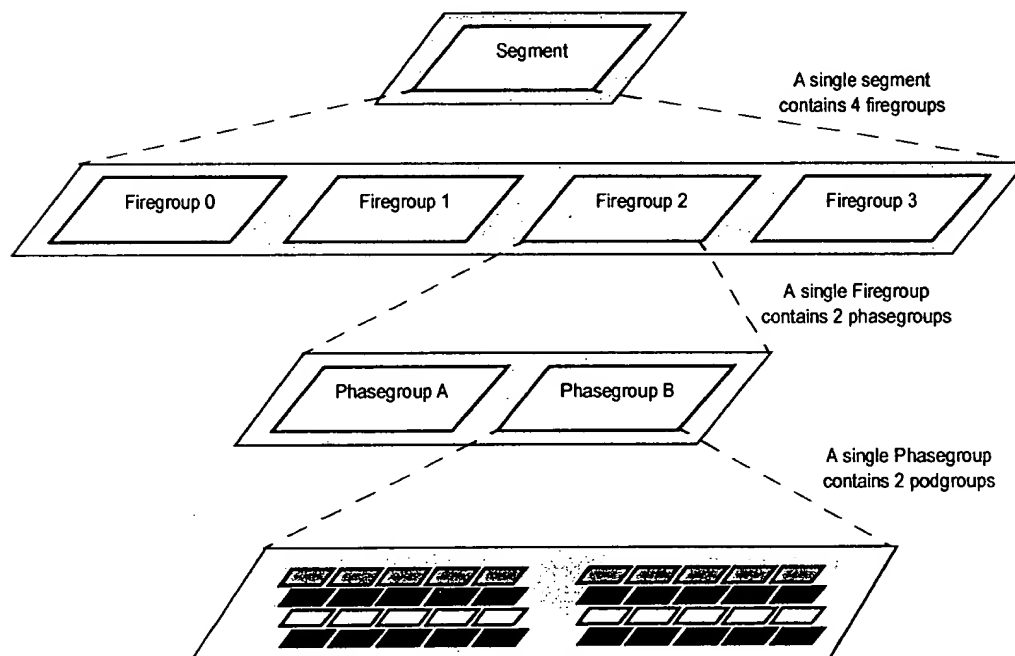 Segment
A single segment
contains 4 firegroups
Firegroup 0
Firegroup 1
Firegroup 2
Firegroup 3
A single Firegroup
contains 2 phasegroups
Phasegroup A
Phasegroup B
A single Phasegroup
contains 2 podgroups